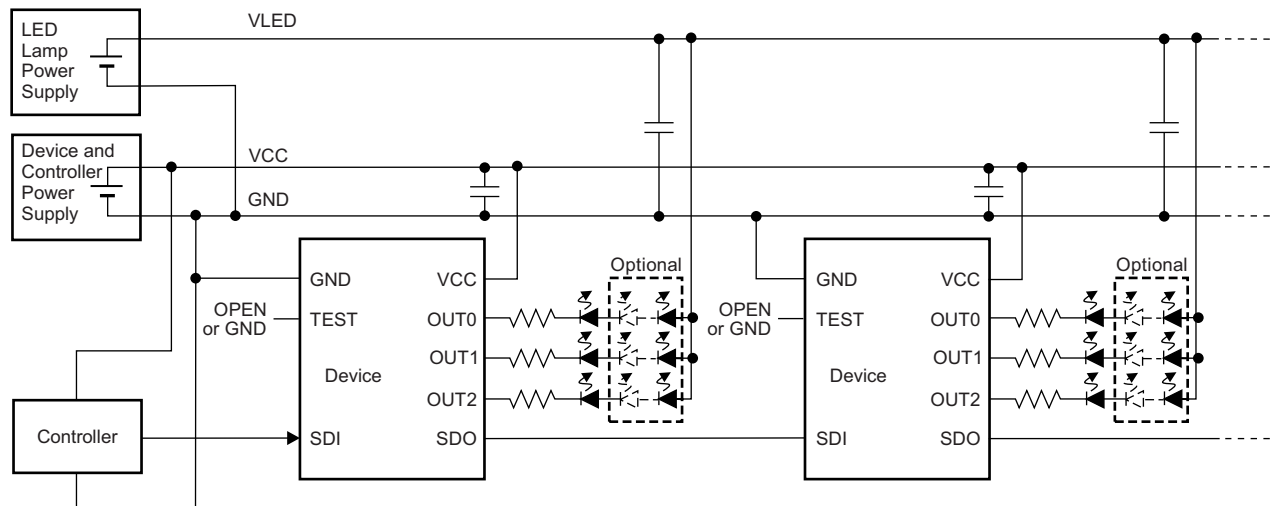 LED
Lamp
Power
Supply
VLED
Device and
Controller
Power
Supply
VCC
GND
GND
VCC
OPEN
or GND
TEST
OUT0
OUT1
Device
OUT2
SDI
SDO
Optional
GND
VCC
OPEN
or GND
TEST
OUT0
OUT1
Device
OUT2
SDI
SDO
Optional
Controller